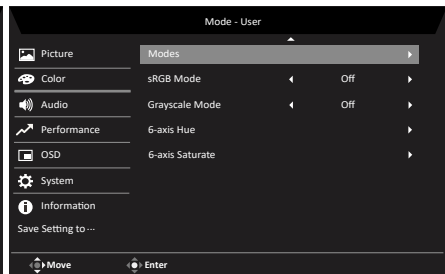 Mode - User
Picture
Modes
Color
sRGB Mode
Off
Audio
Grayscale Mode
Off
Performance
6-axis Hue
OSD
6-axis Saturate
System
Information
Save Setting to ···
Move
Enter